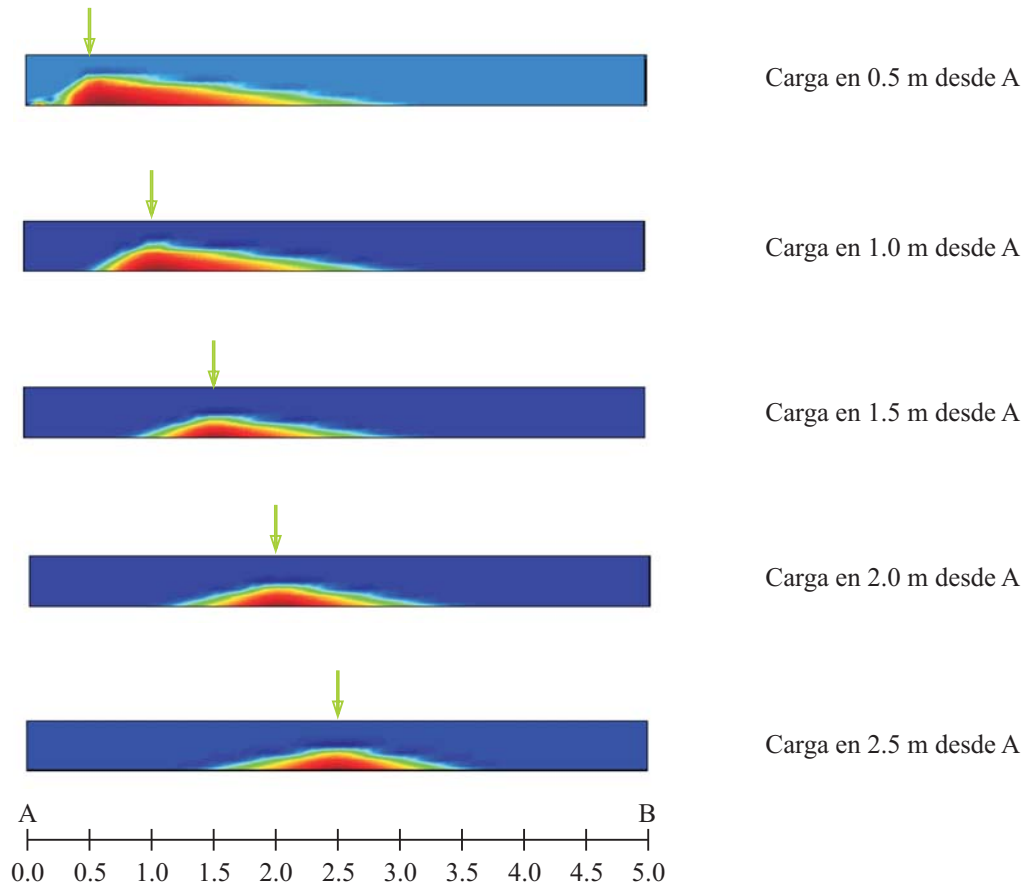 Carga en 0.5 m desde A
Carga en 1.0 m desde A
Carga en 1.5 m desde A
Carga en 2.0 m desde A
Carga en 2.5 m desde A
A B
0.0 0.5 1.0 1.5 2.0 2.5 3.0 3.5 4.0 4.5 5.0